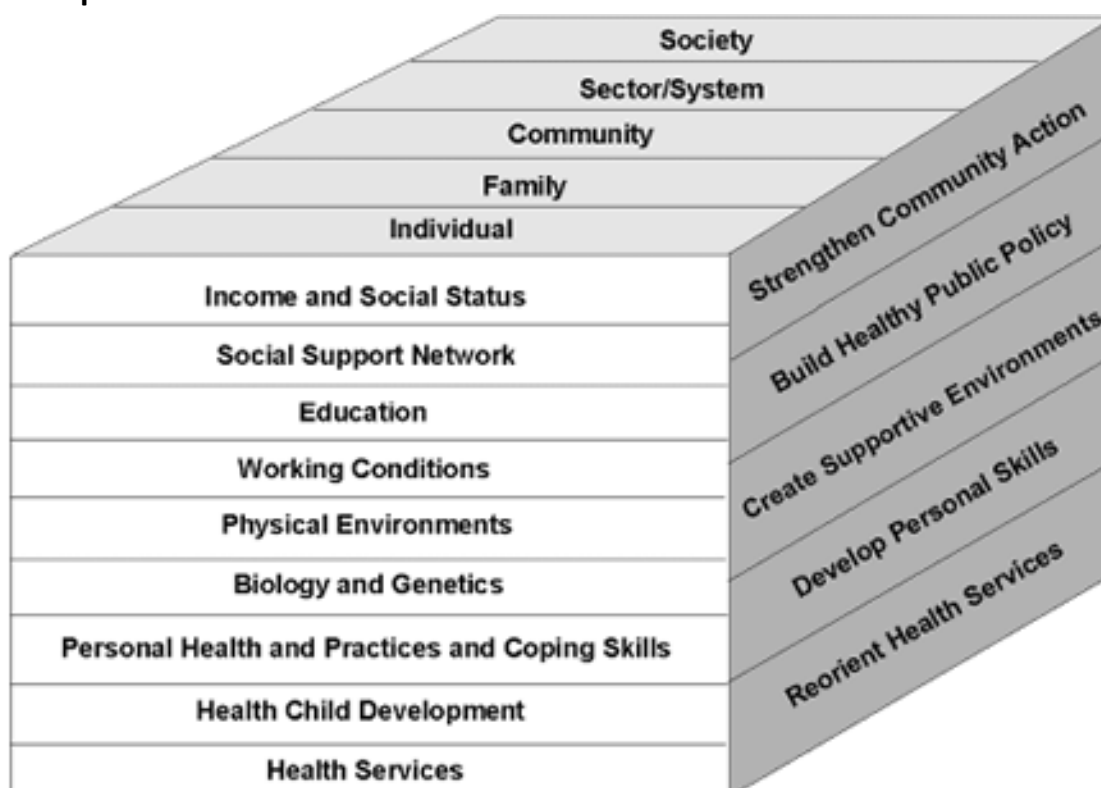 Society
Sector/System
Community
Family
Individual
Income and Social Status
Social Support Network
Education
Working Conditions
Physical Environments
Biology and Genetics
Personal Health and Practices and Coping Skills
Health Child Development
Health Services
Strengthen Community Action
Build Healthy Public Policy
Create Supportive Environments
Develop Personal Skills
Reorient Health Services